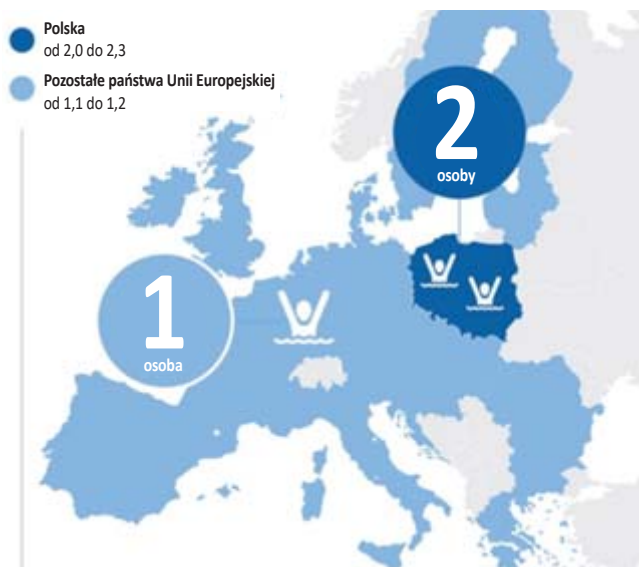 Polska
od 2,0 do 2,3
Pozostałe państwa Unii Europejskiej
od 1,1 do 1,2
2
osoby
1
osoba